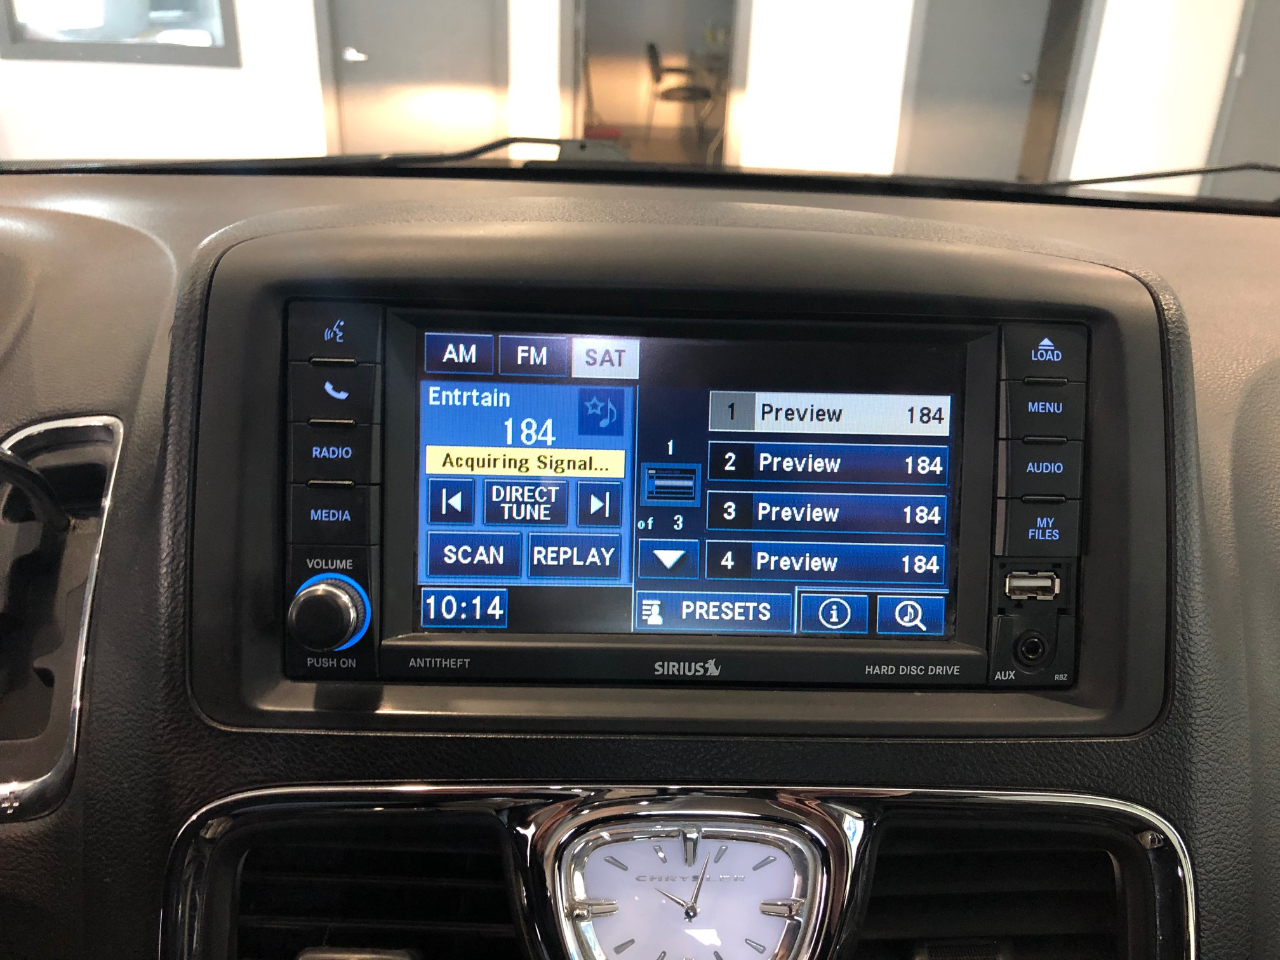 AM FM SAT
Entrtain
184
Acquiring Signal...
DIRECT
TUNE
SCAN REPLAY
10:14
1
of 3
1 Preview 184
2 Preview 184
3 Preview 184
4 Preview 184
PRESETS
RADIO
MEDIA
VOLUME
PUSH ON
LOAD
MENU
AUDIO
MY
FILES
AUX
RBZ
ANTITHEFT
SIRIUS
HARD DISC DRIVE
CHRYSLER